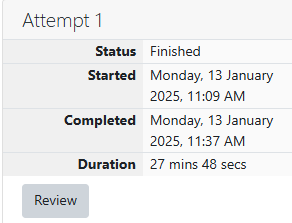 Attempt 1
Status Finished
Started Monday, 13 January
2025, 11:09 AM
Completed Monday, 13 January
2025, 11:37 AM
Duration 27 mins 48 secs
Review